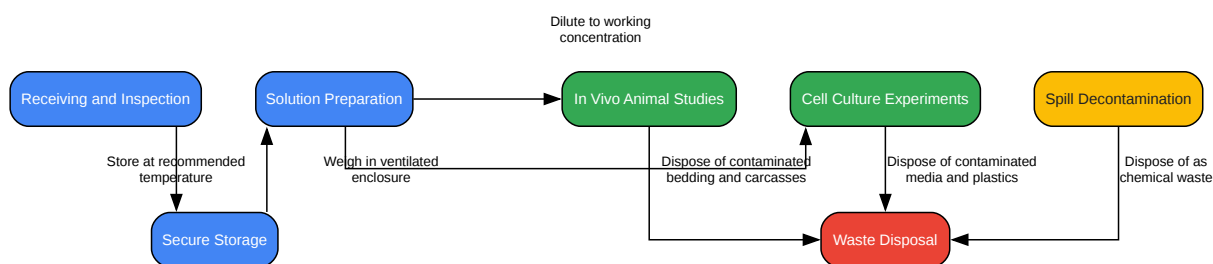 Dilute to working
concentration
Receiving and Inspection
Solution Preparation
In Vivo Animal Studies
Cell Culture Experiments
Spill Decontamination
Store at recommended
temperature
Weigh in ventilated
enclosure
Dispose of contaminated
bedding and carcasses
Dispose of contaminated
media and plastics
Dispose of as
chemical waste
Secure Storage
Waste Disposal